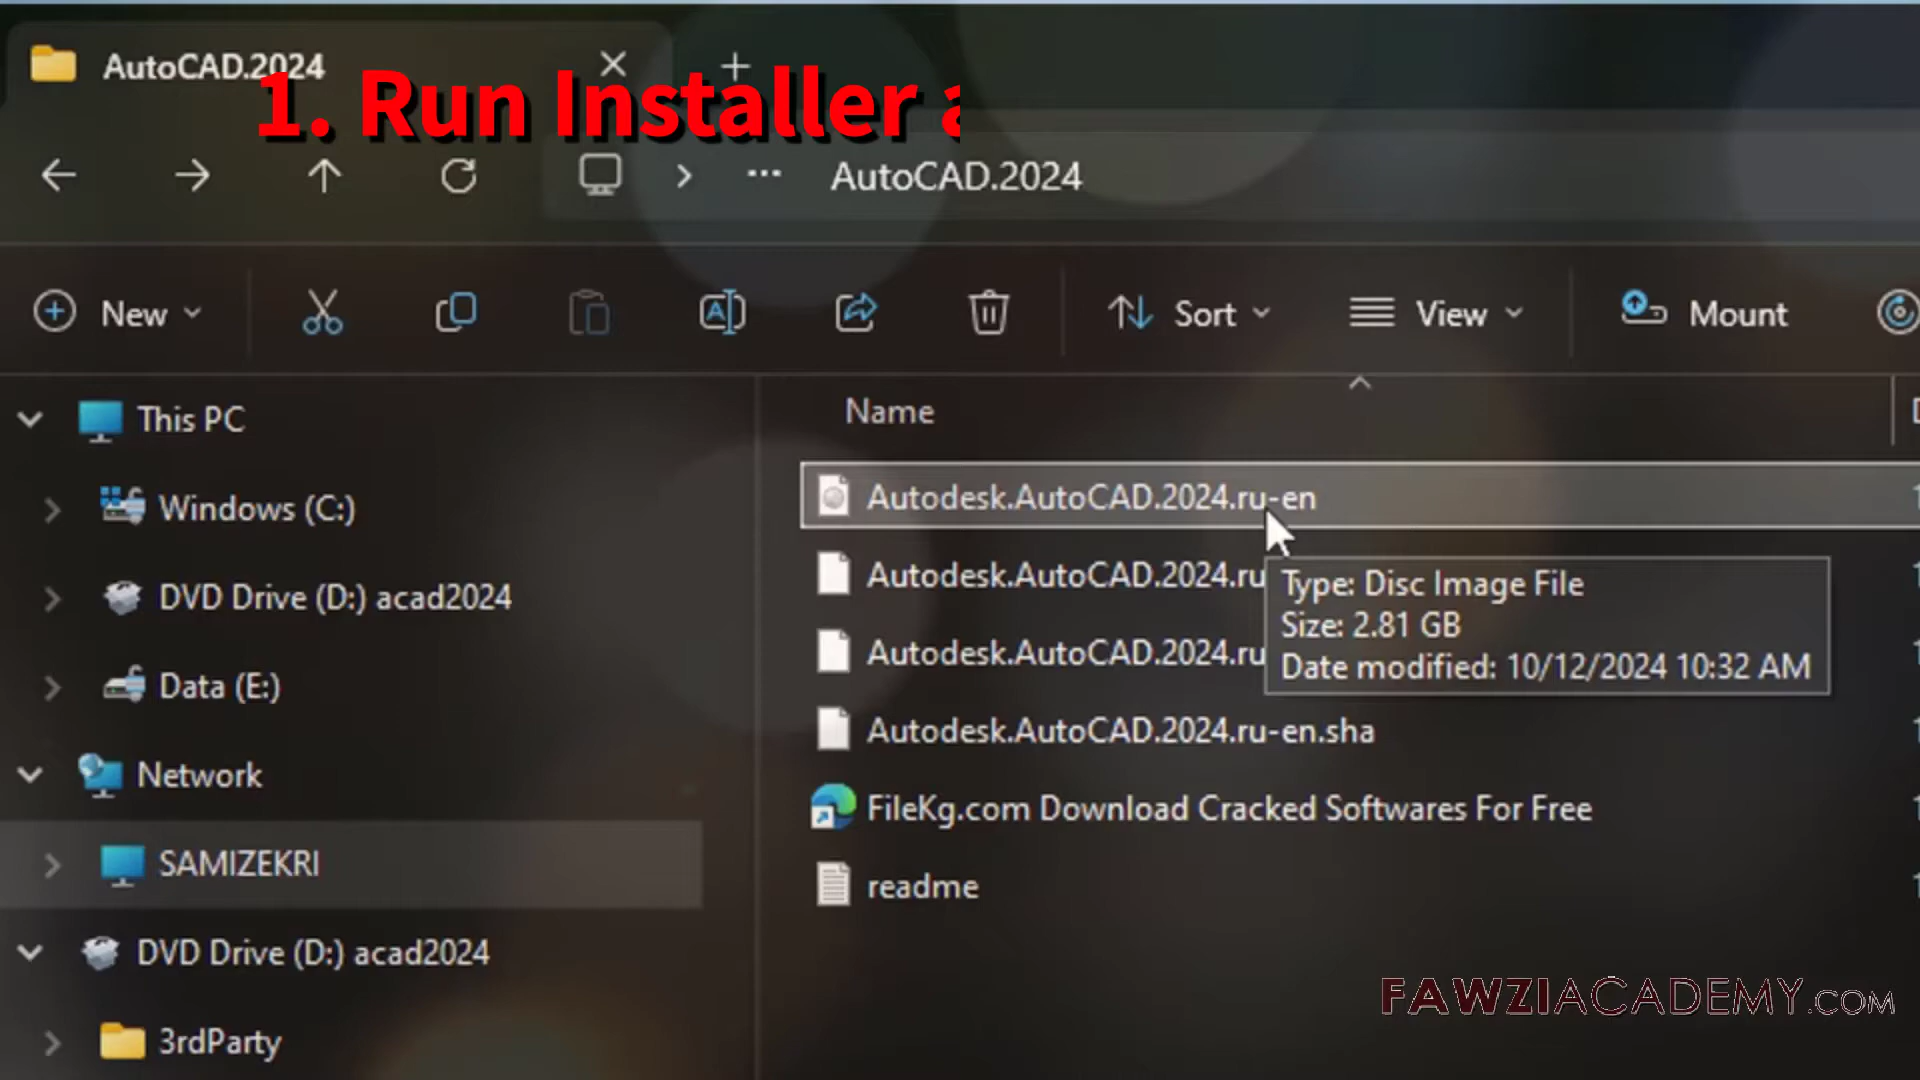 AutoCAD.2024
1. Run Installer
AutoCAD.2024
New
Sort
View
Mount
This PC
Name
Windows (C:)
Autodesk.AutoCAD.2024.ru-en
DVD Drive (D:) acad2024
Autodesk.AutoCAD.2024.ru
Type: Disc Image File
Size: 2.81 GB
Date modified: 10/12/2024 10:32 AM
Data (E:)
Autodesk.AutoCAD.2024.ru
Autodesk.AutoCAD.2024.ru-en.sha
Network
FileKg.com Download Cracked Softwares For Free
SAMIZEKRI
readme
DVD Drive (D:) acad2024
3rdParty
FAWZIACADEMY.COM